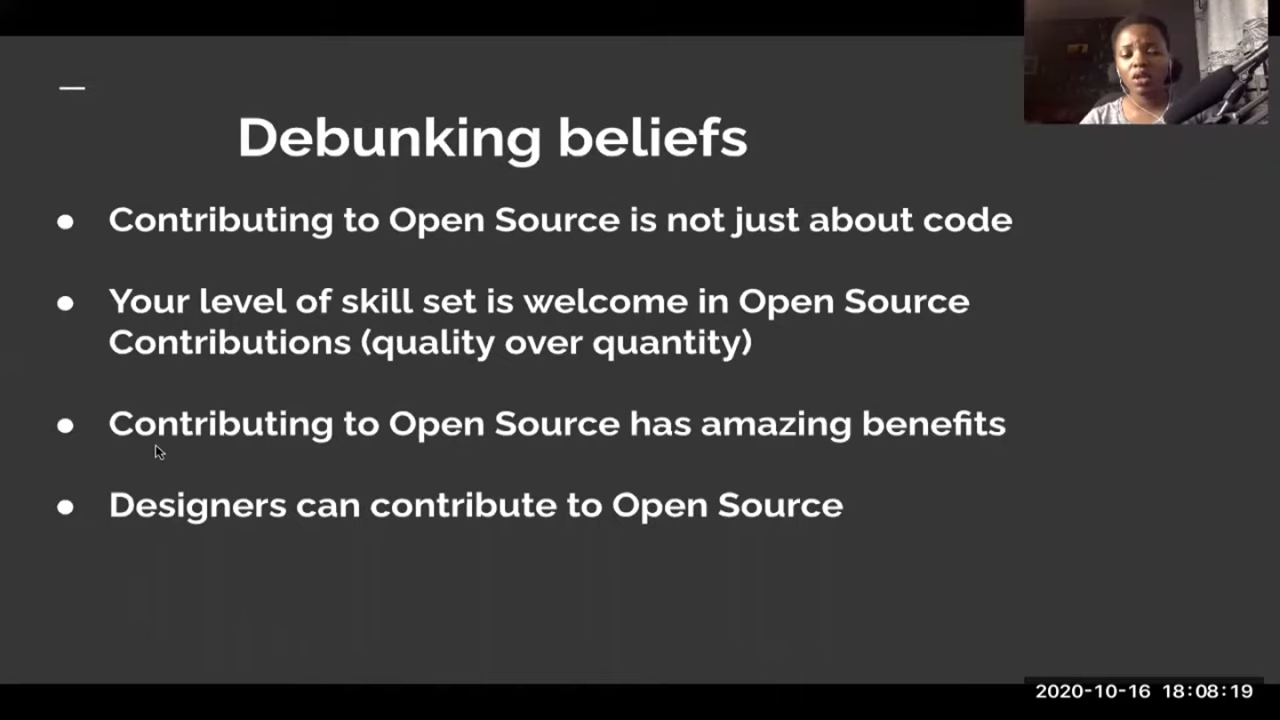 Debunking beliefs
● Contributing to Open Source is not just about code
● Your level of skill set is welcome in Open Source
Contributions (quality over quantity)
● Contributing to Open Source has amazing benefits
● Designers can contribute to Open Source
2020-10-16 18:08:19